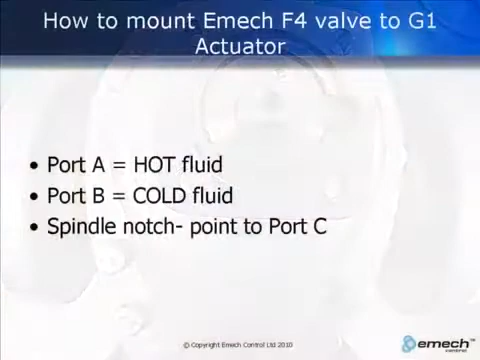 How to mount Emech F4 valve to G1
Actuator
• Port A = HOT fluid
• Port B = COLD fluid
• Spindle notch- point to Port C
© Copyright Emech Control Ltd 2010
emech™
control